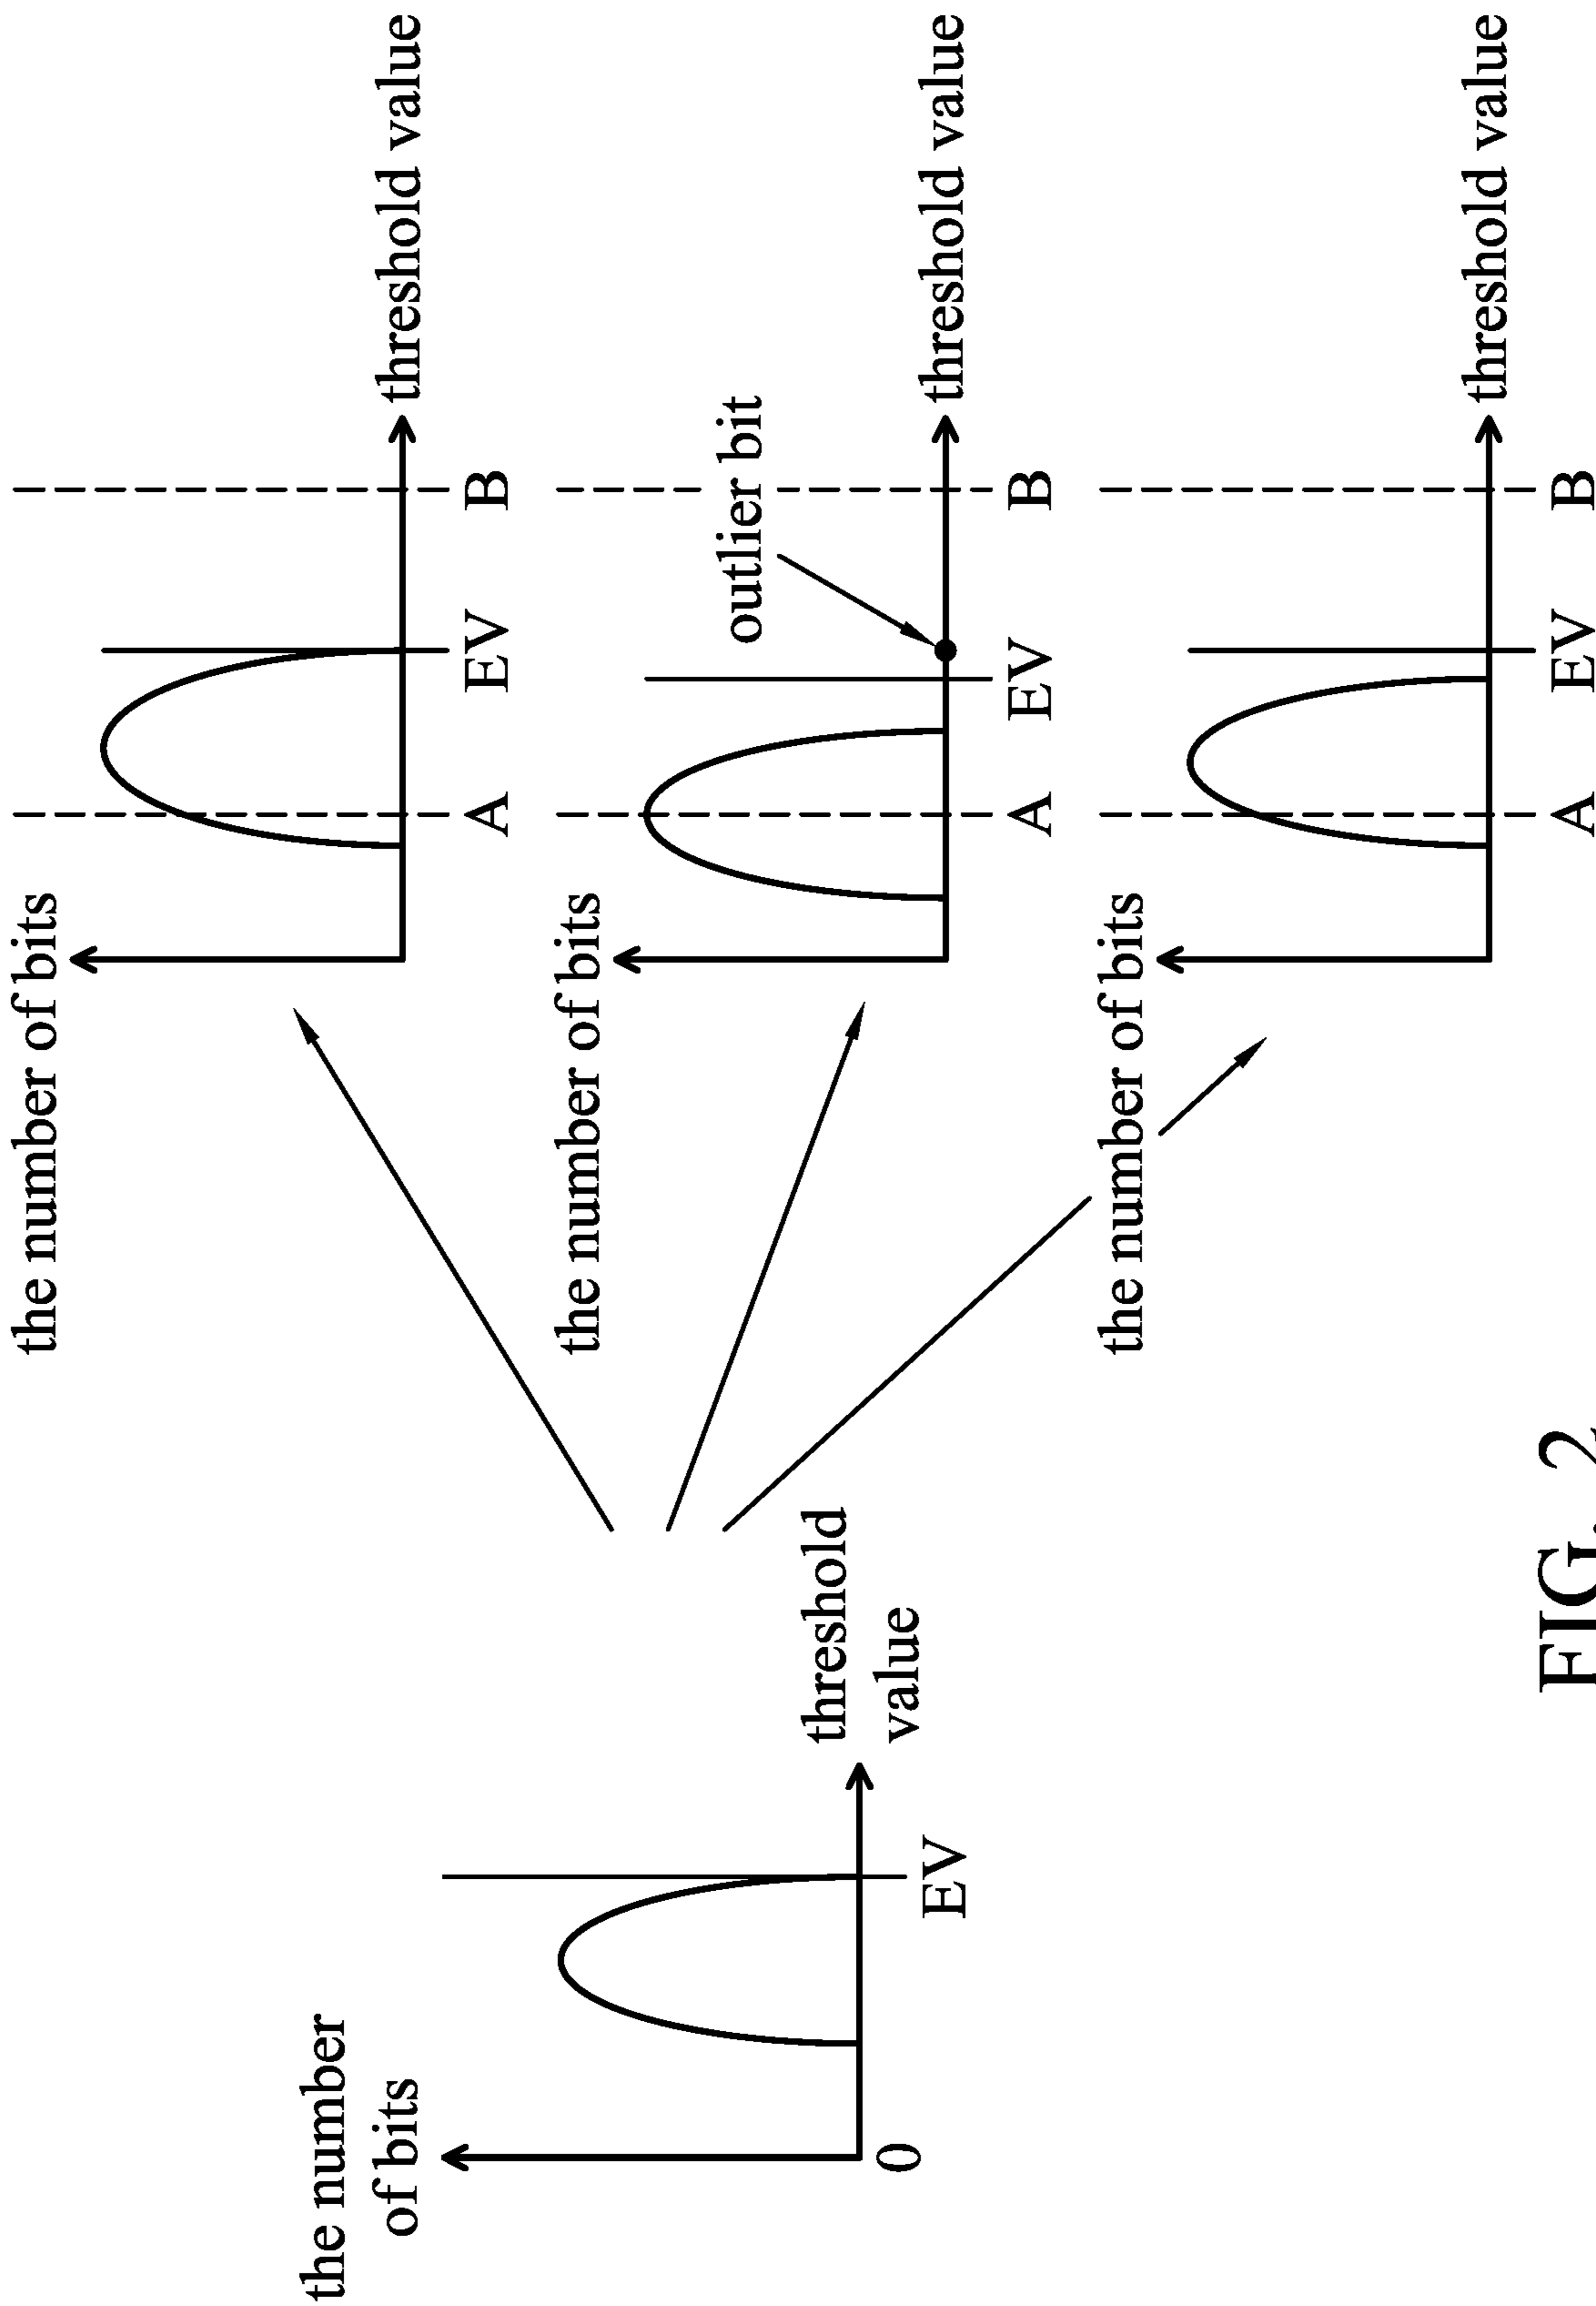 the number
of bits
0
EV
threshold
value
the number of bits
A
EV
B
threshold value
the number of bits
outlier bit
A
EV
B
threshold value
the number of bits
A
EV
B
threshold value
FIG. 2